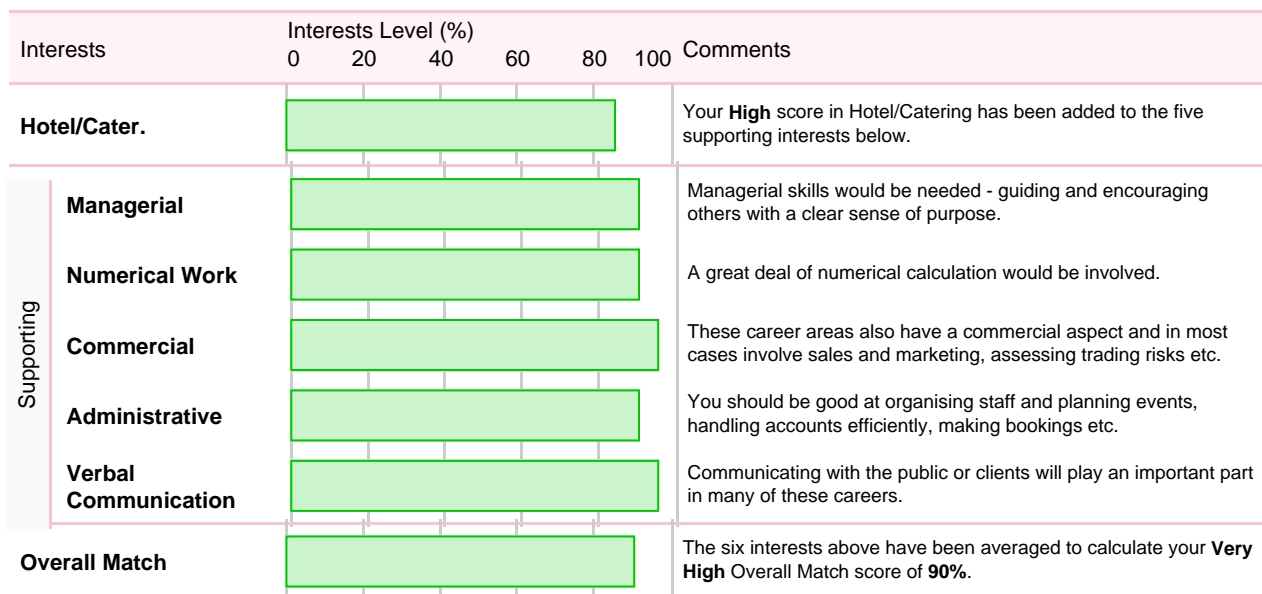 Interests
Interests Level (%)
0 20 40 60 80 100
Comments
Hotel/Cater.
Your High score in Hotel/Catering has been added to the five
supporting interests below.
Supporting
Managerial
Managerial skills would be needed - guiding and encouraging
others with a clear sense of purpose.
Numerical Work
A great deal of numerical calculation would be involved.
Commercial
These career areas also have a commercial aspect and in most
cases involve sales and marketing, assessing trading risks etc.
Administrative
You should be good at organising staff and planning events,
handling accounts efficiently, making bookings etc.
Verbal
Communication
Communicating with the public or clients will play an important part
in many of these careers.
Overall Match
The six interests above have been averaged to calculate your Very
High Overall Match score of 90%.